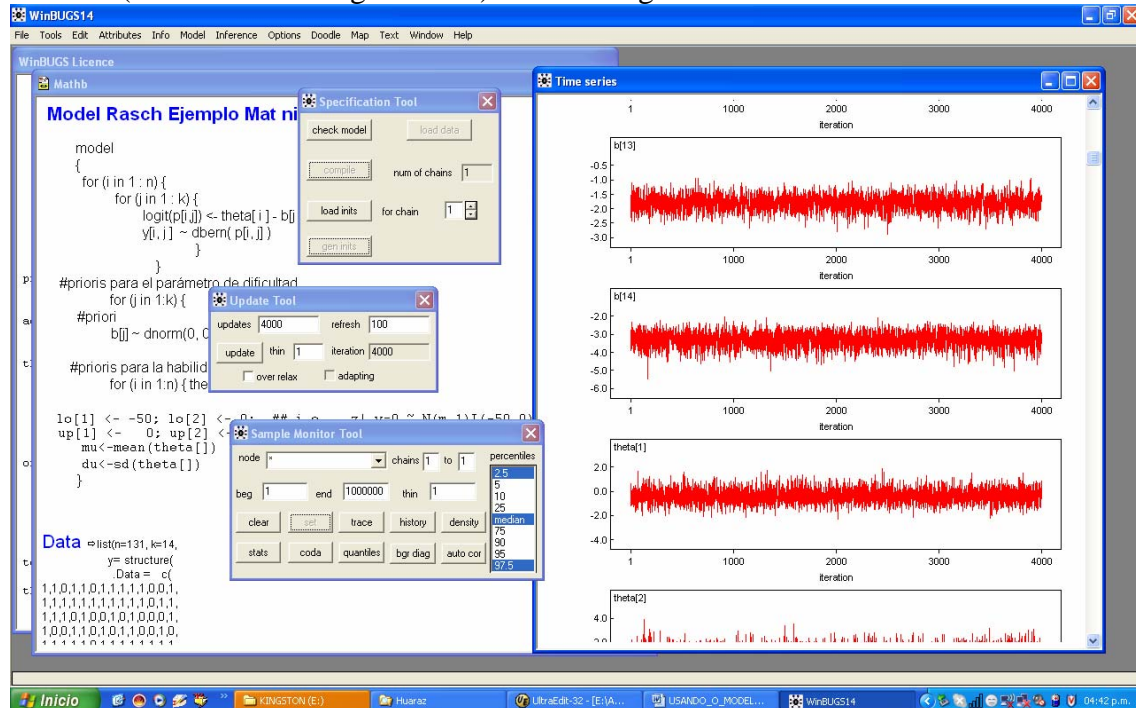 WinBUGS14
File Tools Edit Attributes Info Model Inference Options Doodle Map Text Window Help
WinBUGS Licence
Mathb
Model Rasch Ejemplo Mat ni
model
{
for (i in 1 : n) {
for (j in 1 : k) {
logit(p[i,j]) <- theta[ i ] - b[j
y[i, j ] ~ dbern( p[i, j] )
}
}
#prioris para el parámetro de dificultad
for (j in 1:k) {
#priori
b[j] ~ dnorm(0, 0
#prioris para la habilid
for (i in 1:n) { the
lo[1] <- -50; lo[2] <- 0;
up[1] <- 0; up[2] <-
mu<-mean(theta[])
du<-sd(theta[])
}
Data ⇨list(n=131, k=14,
y= structure(
.Data = c(
1,1,0,1,1,0,1,1,1,1,1,0,0,1,
1,1,1,1,1,1,1,1,1,1,0,1,1,
1,1,1,0,1,0,0,1,0,1,0,0,0,1,
1,0,0,1,1,0,1,0,1,1,0,0,1,0,
Specification Tool
check model load data
compile num of chains 1
load inits for chain 1
gen inits
Update Tool
updates 4000 refresh 100
update thin 1 iteration 4000
over relax adapting
Sample Monitor Tool
node * chains 1 to 1 percentiles
beg 1 end 1000000 thin 1
clear set trace history density
stats coda quantiles bgr diag auto cor
2.5
5
10
25
median
75
90
95
97.5
Time series
1 1000 2000 3000 4000
iteration
b[13]
-0.5
-1.0
-1.5
-2.0
-2.5
-3.0
1 1000 2000 3000 4000
iteration
b[14]
-2.0
-3.0
-4.0
-5.0
-6.0
1 1000 2000 3000 4000
iteration
theta[1]
2.0
0.0
-2.0
-4.0
1 1000 2000 3000 4000
iteration
theta[2]
4.0
Inicio KINGSTON (E:) Huaraz UltraEdit-32 - [E:\A... USANDO_O_MODEL... WinBUGS14 04:42 p.m.